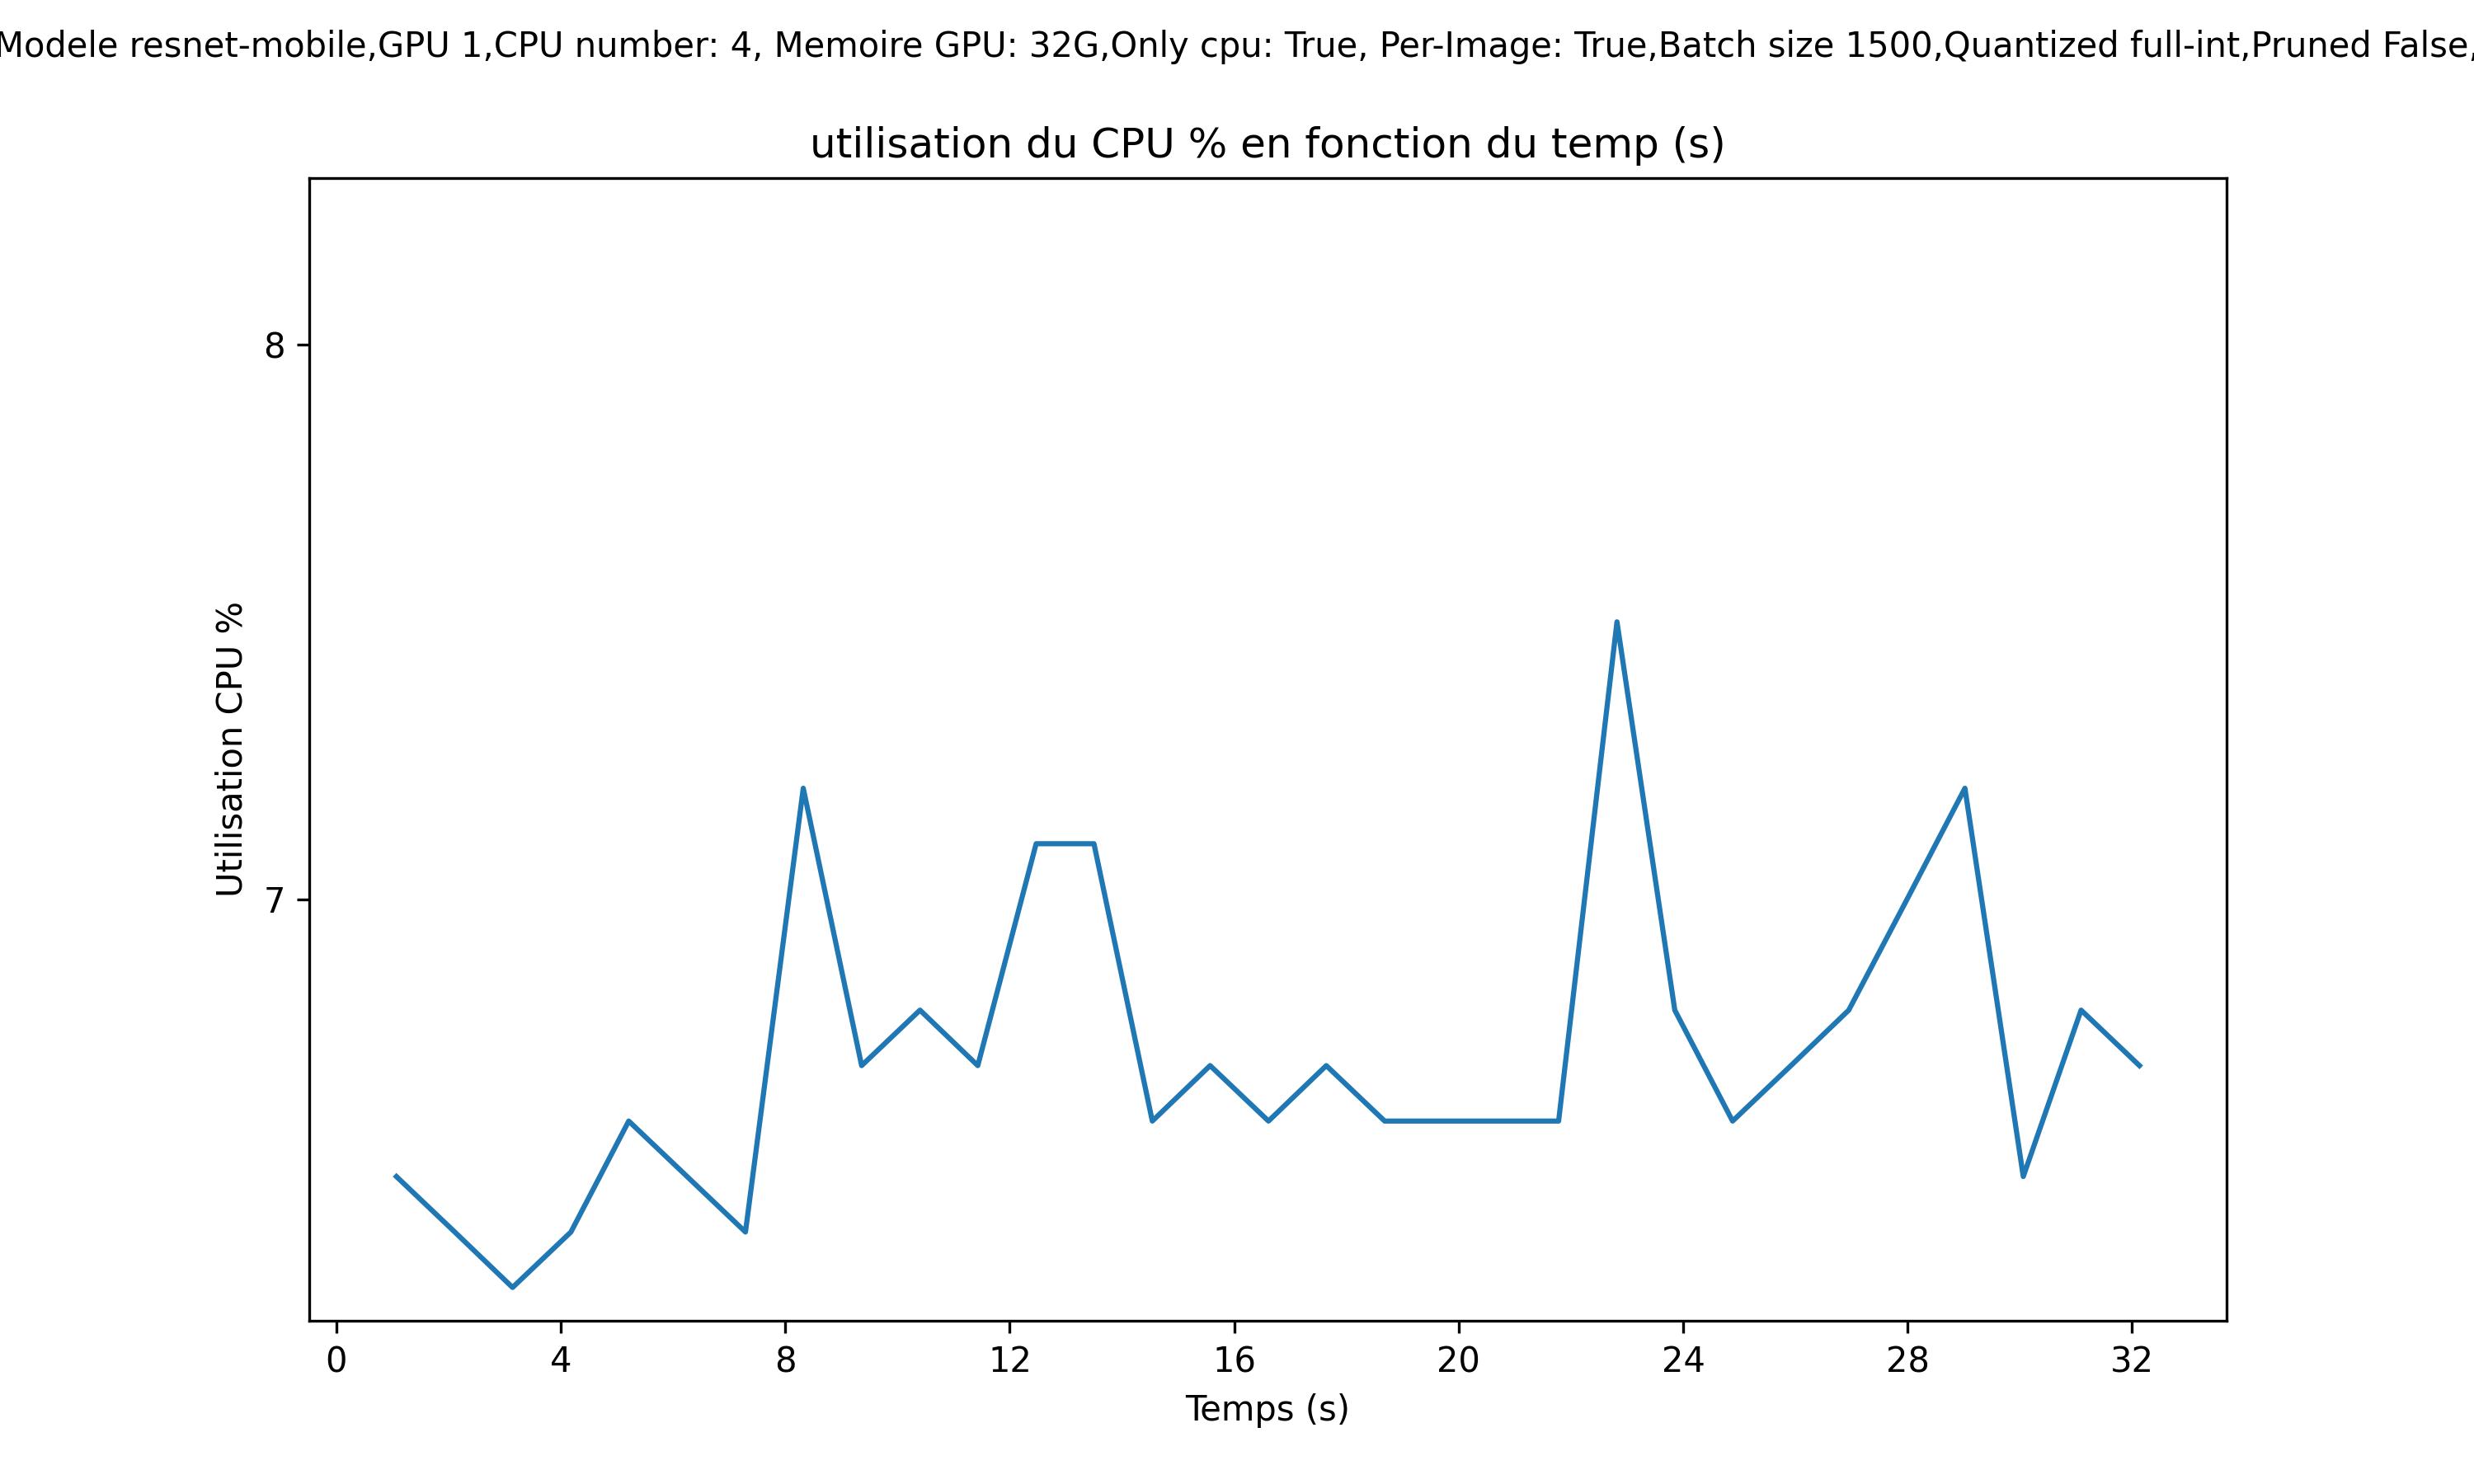 Modele resnet-mobile,GPU 1,CPU number: 4, Memoire GPU: 32G,Only cpu: True, Per-Image: True,Batch size 1500,Quantized full-int,Pruned False,
utilisation du CPU % en fonction du temp (s)
8
7
Utilisation CPU %
0 4 8 12 16 20 24 28 32
Temps (s)